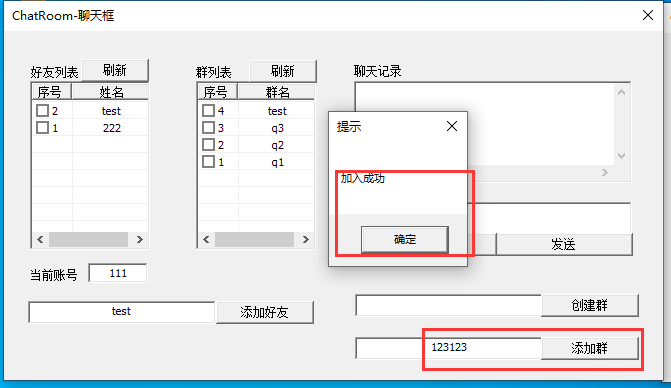 ChatRoom-聊天框
好友列表 刷新
序号 姓名
2 test
1 222
群列表 刷新
序号 群名
4 test
3 q3
2 q2
1 q1
聊天记录
提示
加入成功
确定
发送
当前账号 111
test 添加好友
创建群
123123 添加群